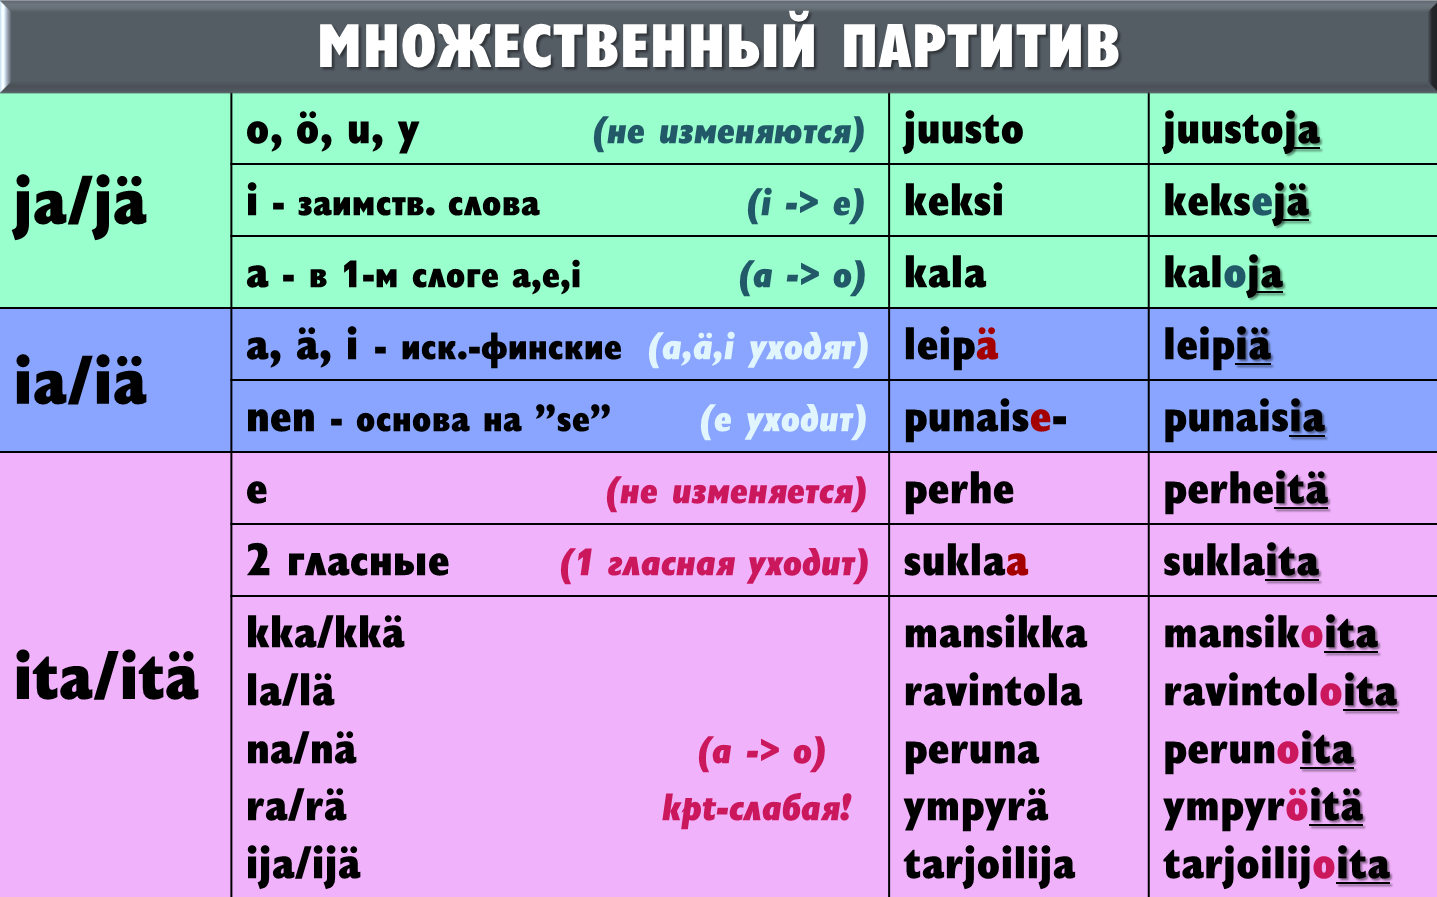 МНОЖЕСТВЕННЫЙ ПАРТИТИВ
ja/jä
o, ö, u, y (не изменяются) juusto juustoja
i - заимств. слова (i -> e) keksi keksejä
a - в 1-м слоге a,e,i (a -> o) kala kaloja
ia/iä
a, ä, i - иск.-финские (a,ä,i уходят) leipä leipiä
nen - основа на ”se” (e уходит) punaise- punaisia
ita/itä
e (не изменяется) perhe perheitä
2 гласные (1 гласная уходит) suklaa suklaita
kka/kkä mansikka mansikoita
la/lä ravintola ravintoloita
na/nä (a -> o) peruna perunoita
ra/rä kpt-слабая! ympyrä ympyröitä
ija/ijä tarjoilija tarjoilijoita